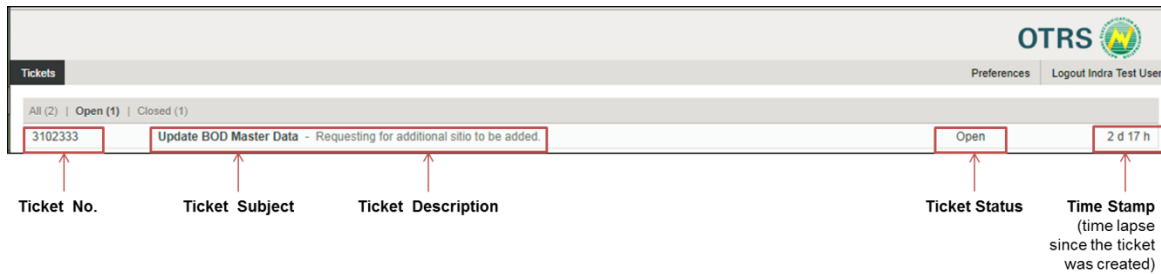 OTRS
Tickets Preferences Logout Indra Test User
All (2) | Open (1) | Closed (1)
3102333 Update BOD Master Data - Requesting for additional sitio to be added. Open 2 d 17 h
Ticket No. Ticket Subject Ticket Description Ticket Status Time Stamp
(time lapse
since the ticket
was created)